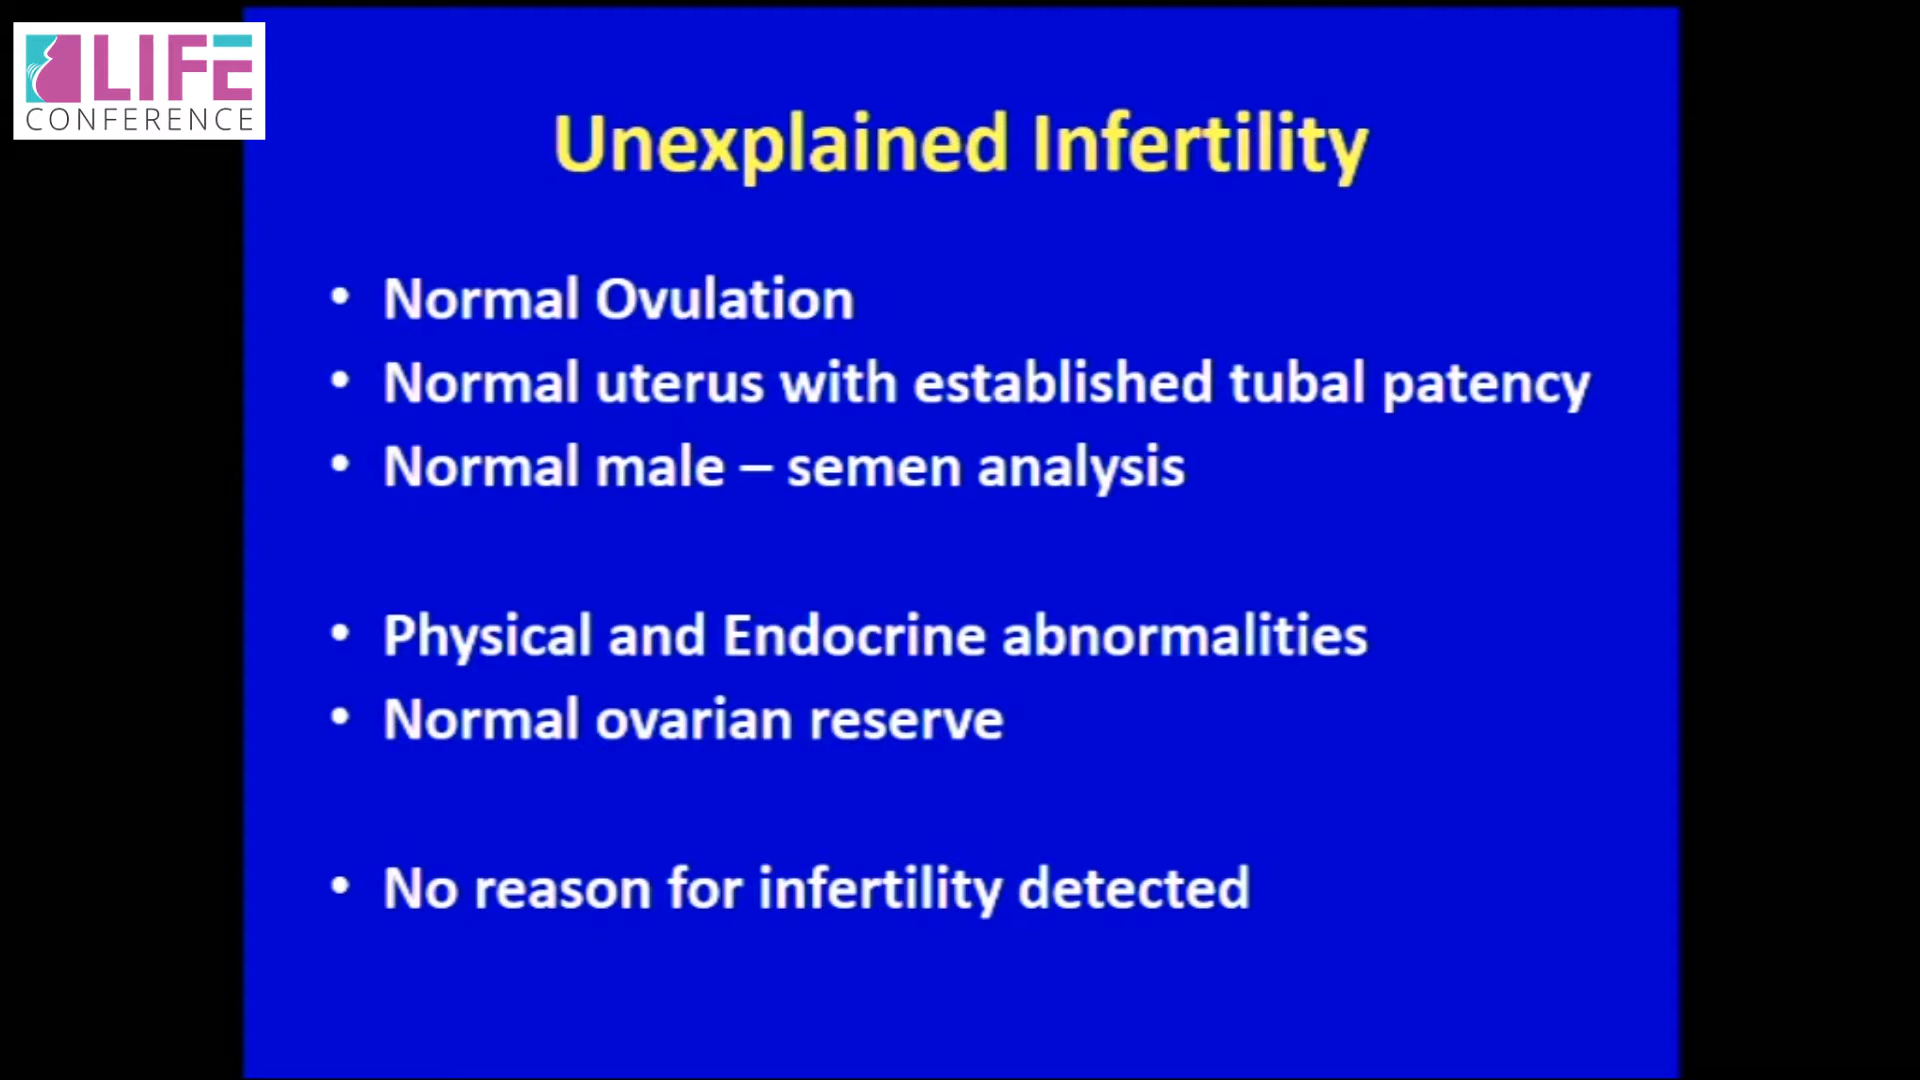 LIFE
CONFERENCE
Unexplained Infertility
• Normal Ovulation
• Normal uterus with established tubal patency
• Normal male – semen analysis
• Physical and Endocrine abnormalities
• Normal ovarian reserve
• No reason for infertility detected